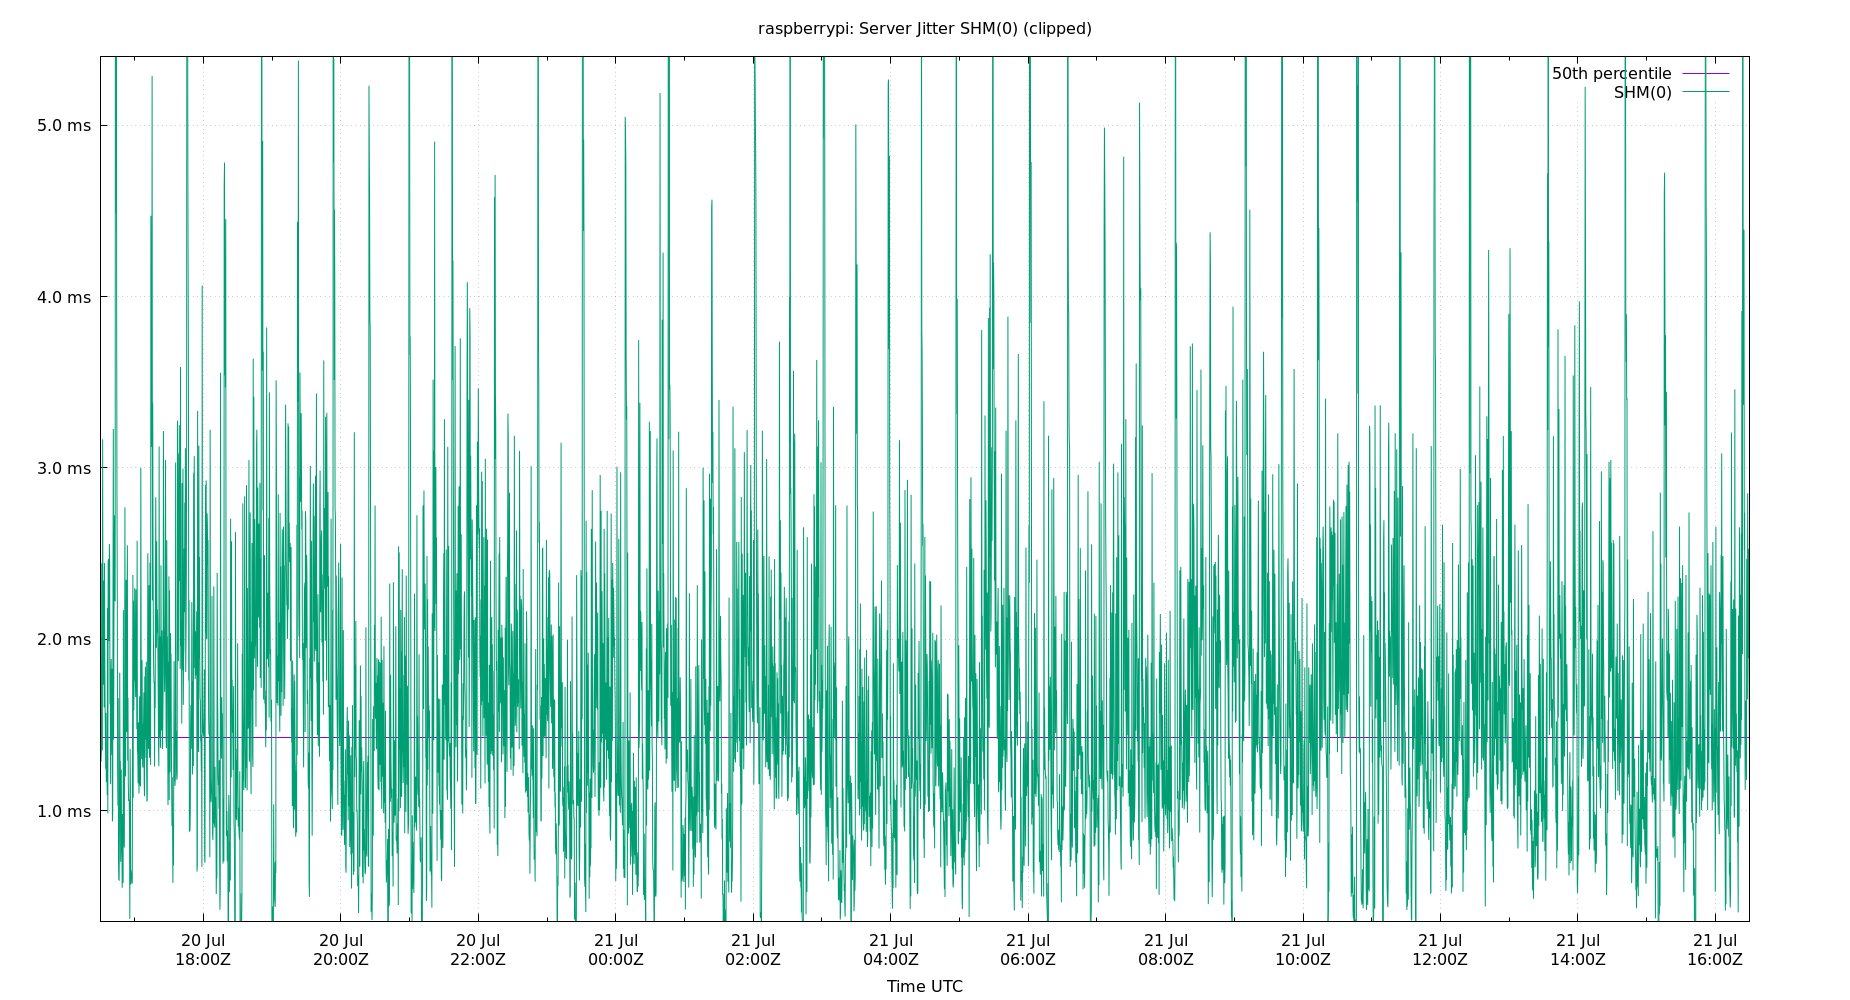 raspberrypi: Server Jitter SHM(0) (clipped)
50th percentile
SHM(0)
5.0 ms
4.0 ms
3.0 ms
2.0 ms
1.0 ms
20 Jul 20 Jul 20 Jul 21 Jul 21 Jul 21 Jul 21 Jul 21 Jul 21 Jul 21 Jul 21 Jul 21 Jul
18:00Z 20:00Z 22:00Z 00:00Z 02:00Z 04:00Z 06:00Z 08:00Z 10:00Z 12:00Z 14:00Z 16:00Z
Time UTC